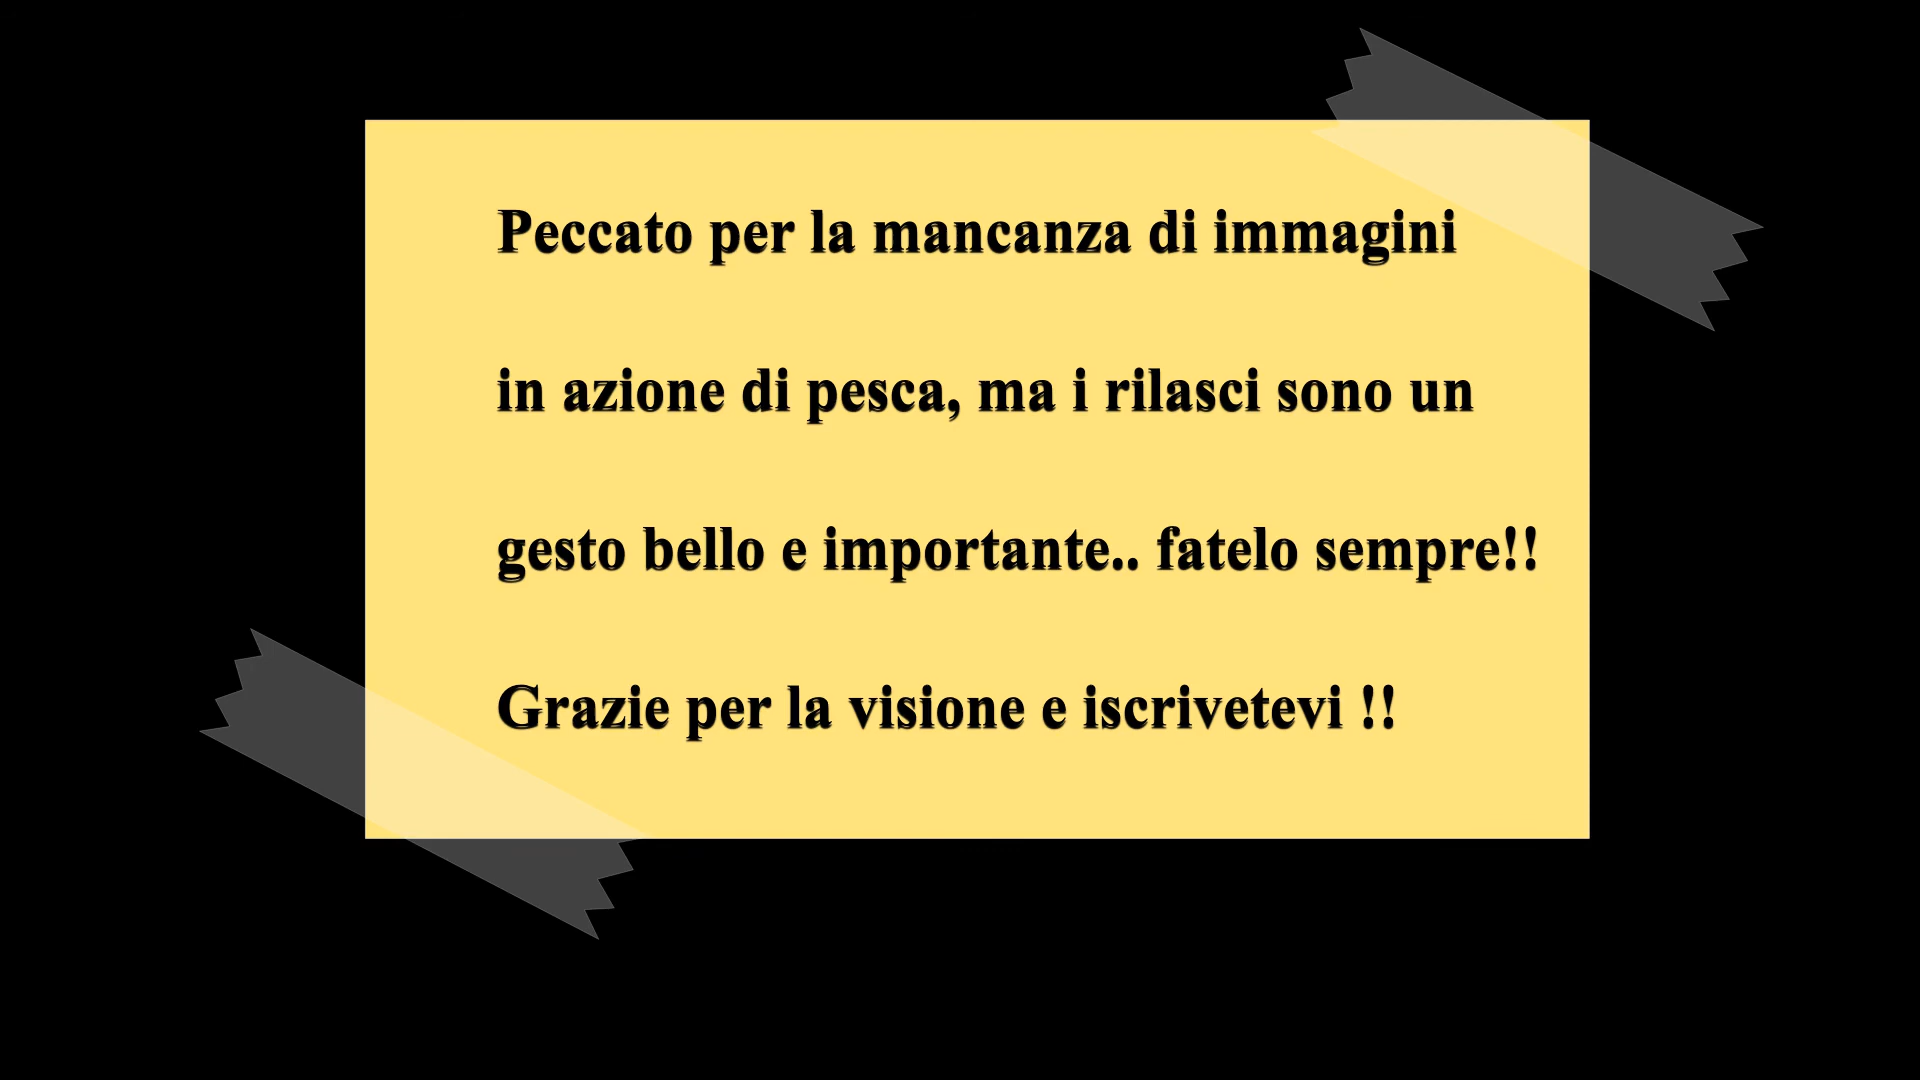 Peccato per la mancanza di immagini
in azione di pesca, ma i rilasci sono un
gesto bello e importante.. fatelo sempre!!
Grazie per la visione e iscrivetevi !!